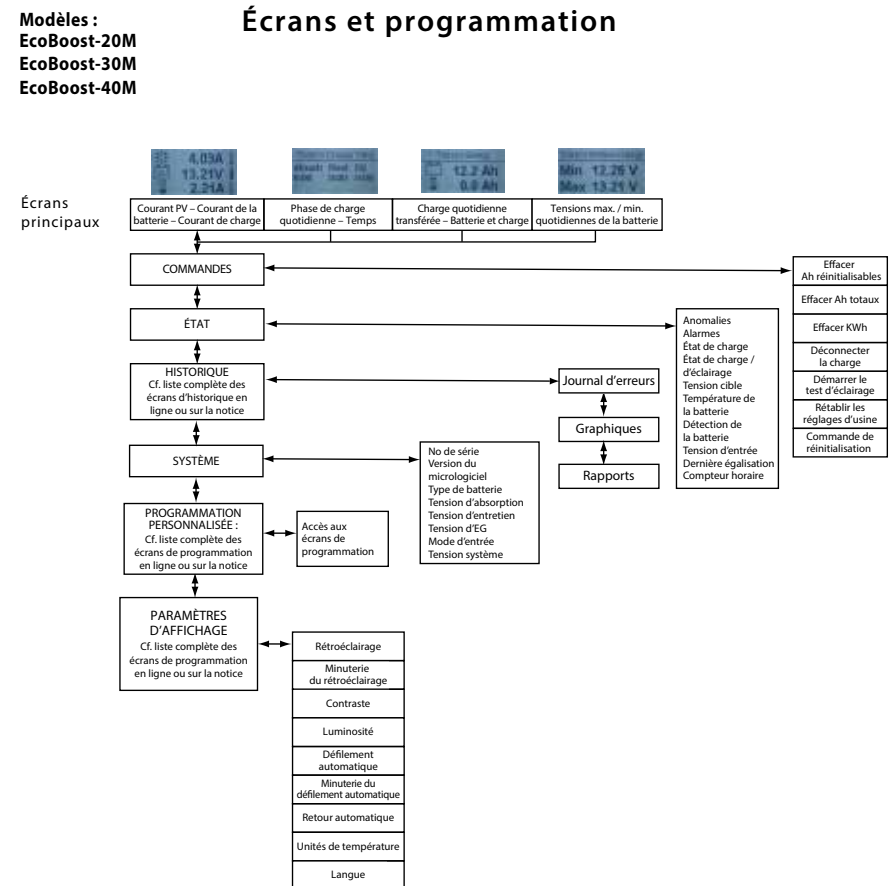 Modèles :
EcoBoost-20M
EcoBoost-30M
EcoBoost-40M
Écrans et programmation
4.03A
13.21V
2.21A
12.2 Ah
0.0 Ah
Min 12.26 V
Max 13.21 V
Écrans
principaux
Courant PV – Courant de la
batterie – Courant de charge
Phase de charge
quotidienne – Temps
Charge quotidienne
transférée – Batterie et charge
Tensions max. / min.
quotidiennes de la batterie
COMMANDES
Effacer
Ah réinitialisables
Effacer Ah totaux
Effacer KWh
Déconnecter
la charge
Démarrer le
test d’éclairage
Rétablir les
réglages d’usine
Commande de
réinitialisation
ÉTAT
Anomalies
Alarmes
État de charge
État de charge /
d’éclairage
Tension cible
Température de
la batterie
Détection de
la batterie
Tension d’entrée
Dernière égalisation
Compteur horaire
HISTORIQUE
Cf. liste complète des
écrans d’historique en
ligne ou sur la notice
Journal d’erreurs
Graphiques
Rapports
SYSTÈME
No de série
Version du
micrologiciel
Type de batterie
Tension d’absorption
Tension d’entretien
Tension d’EG
Mode d’entrée
Tension système
PROGRAMMATION
PERSONNALISÉE :
Cf. liste complète des
écrans de programmation
en ligne ou sur la notice
Accès aux
écrans de
programmation
PARAMÈTRES
D’AFFICHAGE
Cf. liste complète des
écrans de programmation
en ligne ou sur la notice
Rétroéclairage
Minuterie
du rétroéclairage
Contraste
Luminosité
Défilement
automatique
Minuterie du
défilement automatique
Retour automatique
Unités de température
Langue